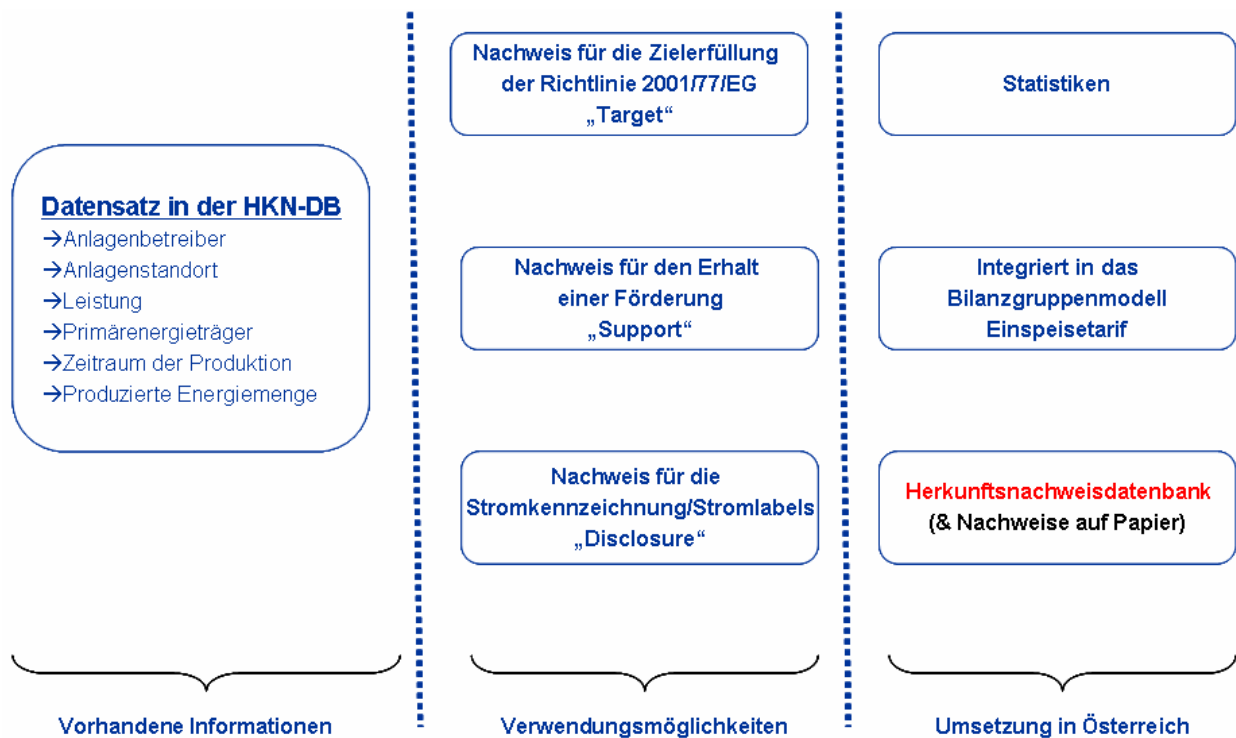 Datensatz in der HKN-DB
→Anlagenbetreiber
→Anlagenstandort
→Leistung
→Primärenergieträger
→Zeitraum der Produktion
→Produzierte Energiemenge
Vorhandene Informationen
Nachweis für die Zielerfüllung
der Richtlinie 2001/77/EG
„Target“
Nachweis für den Erhalt
einer Förderung
„Support“
Nachweis für die
Stromkennzeichnung/Stromlabels
„Disclosure“
Verwendungsmöglichkeiten
Statistiken
Integriert in das
Bilanzgruppenmodell
Einspeisetarif
Herkunftsnachweisdatenbank
(& Nachweise auf Papier)
Umsetzung in Österreich